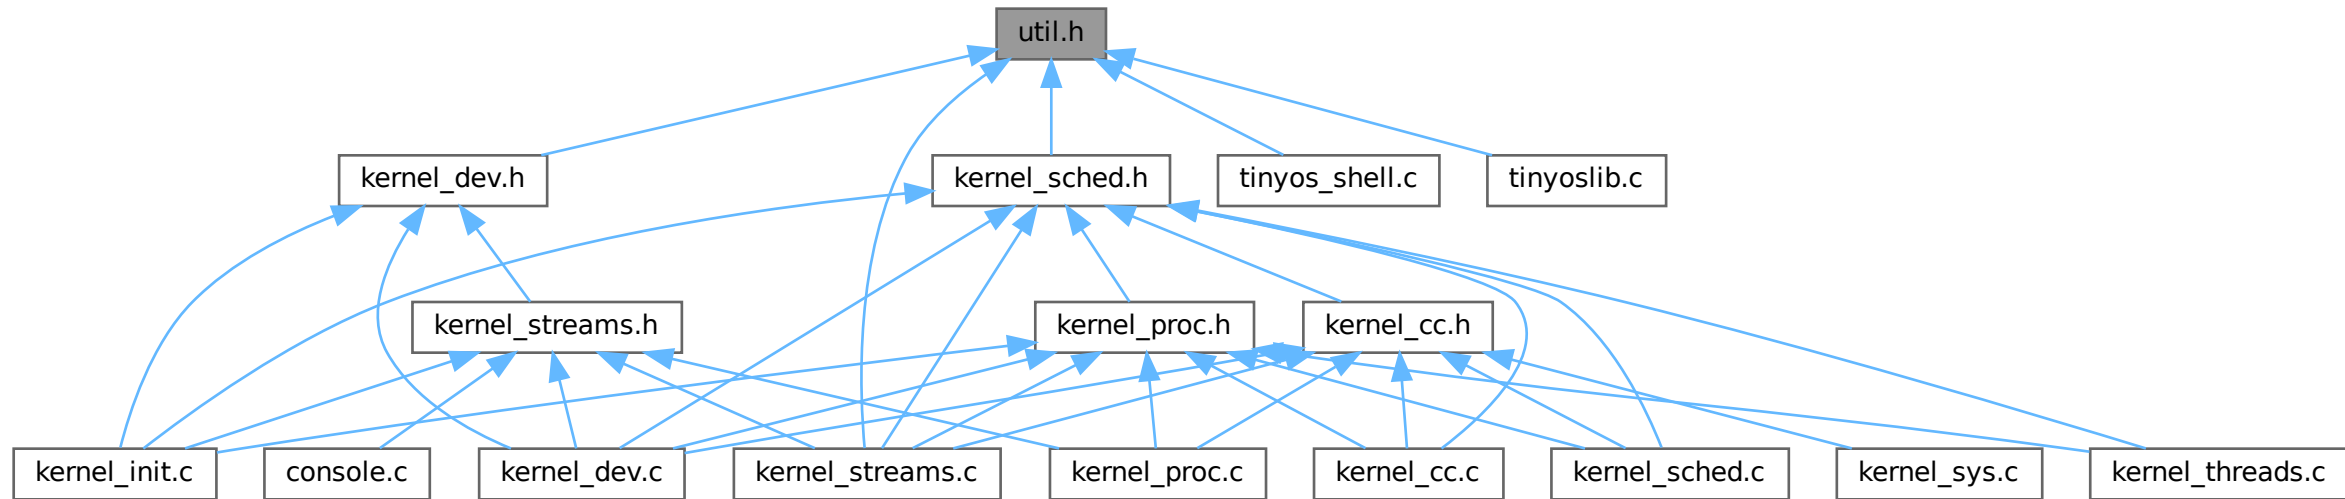 util.h
kernel_dev.h
kernel_sched.h
tinyos_shell.c
tinyoslib.c
kernel_streams.h
kernel_proc.h
kernel_cc.h
kernel_init.c
console.c
kernel_dev.c
kernel_streams.c
kernel_proc.c
kernel_cc.c
kernel_sched.c
kernel_sys.c
kernel_threads.c